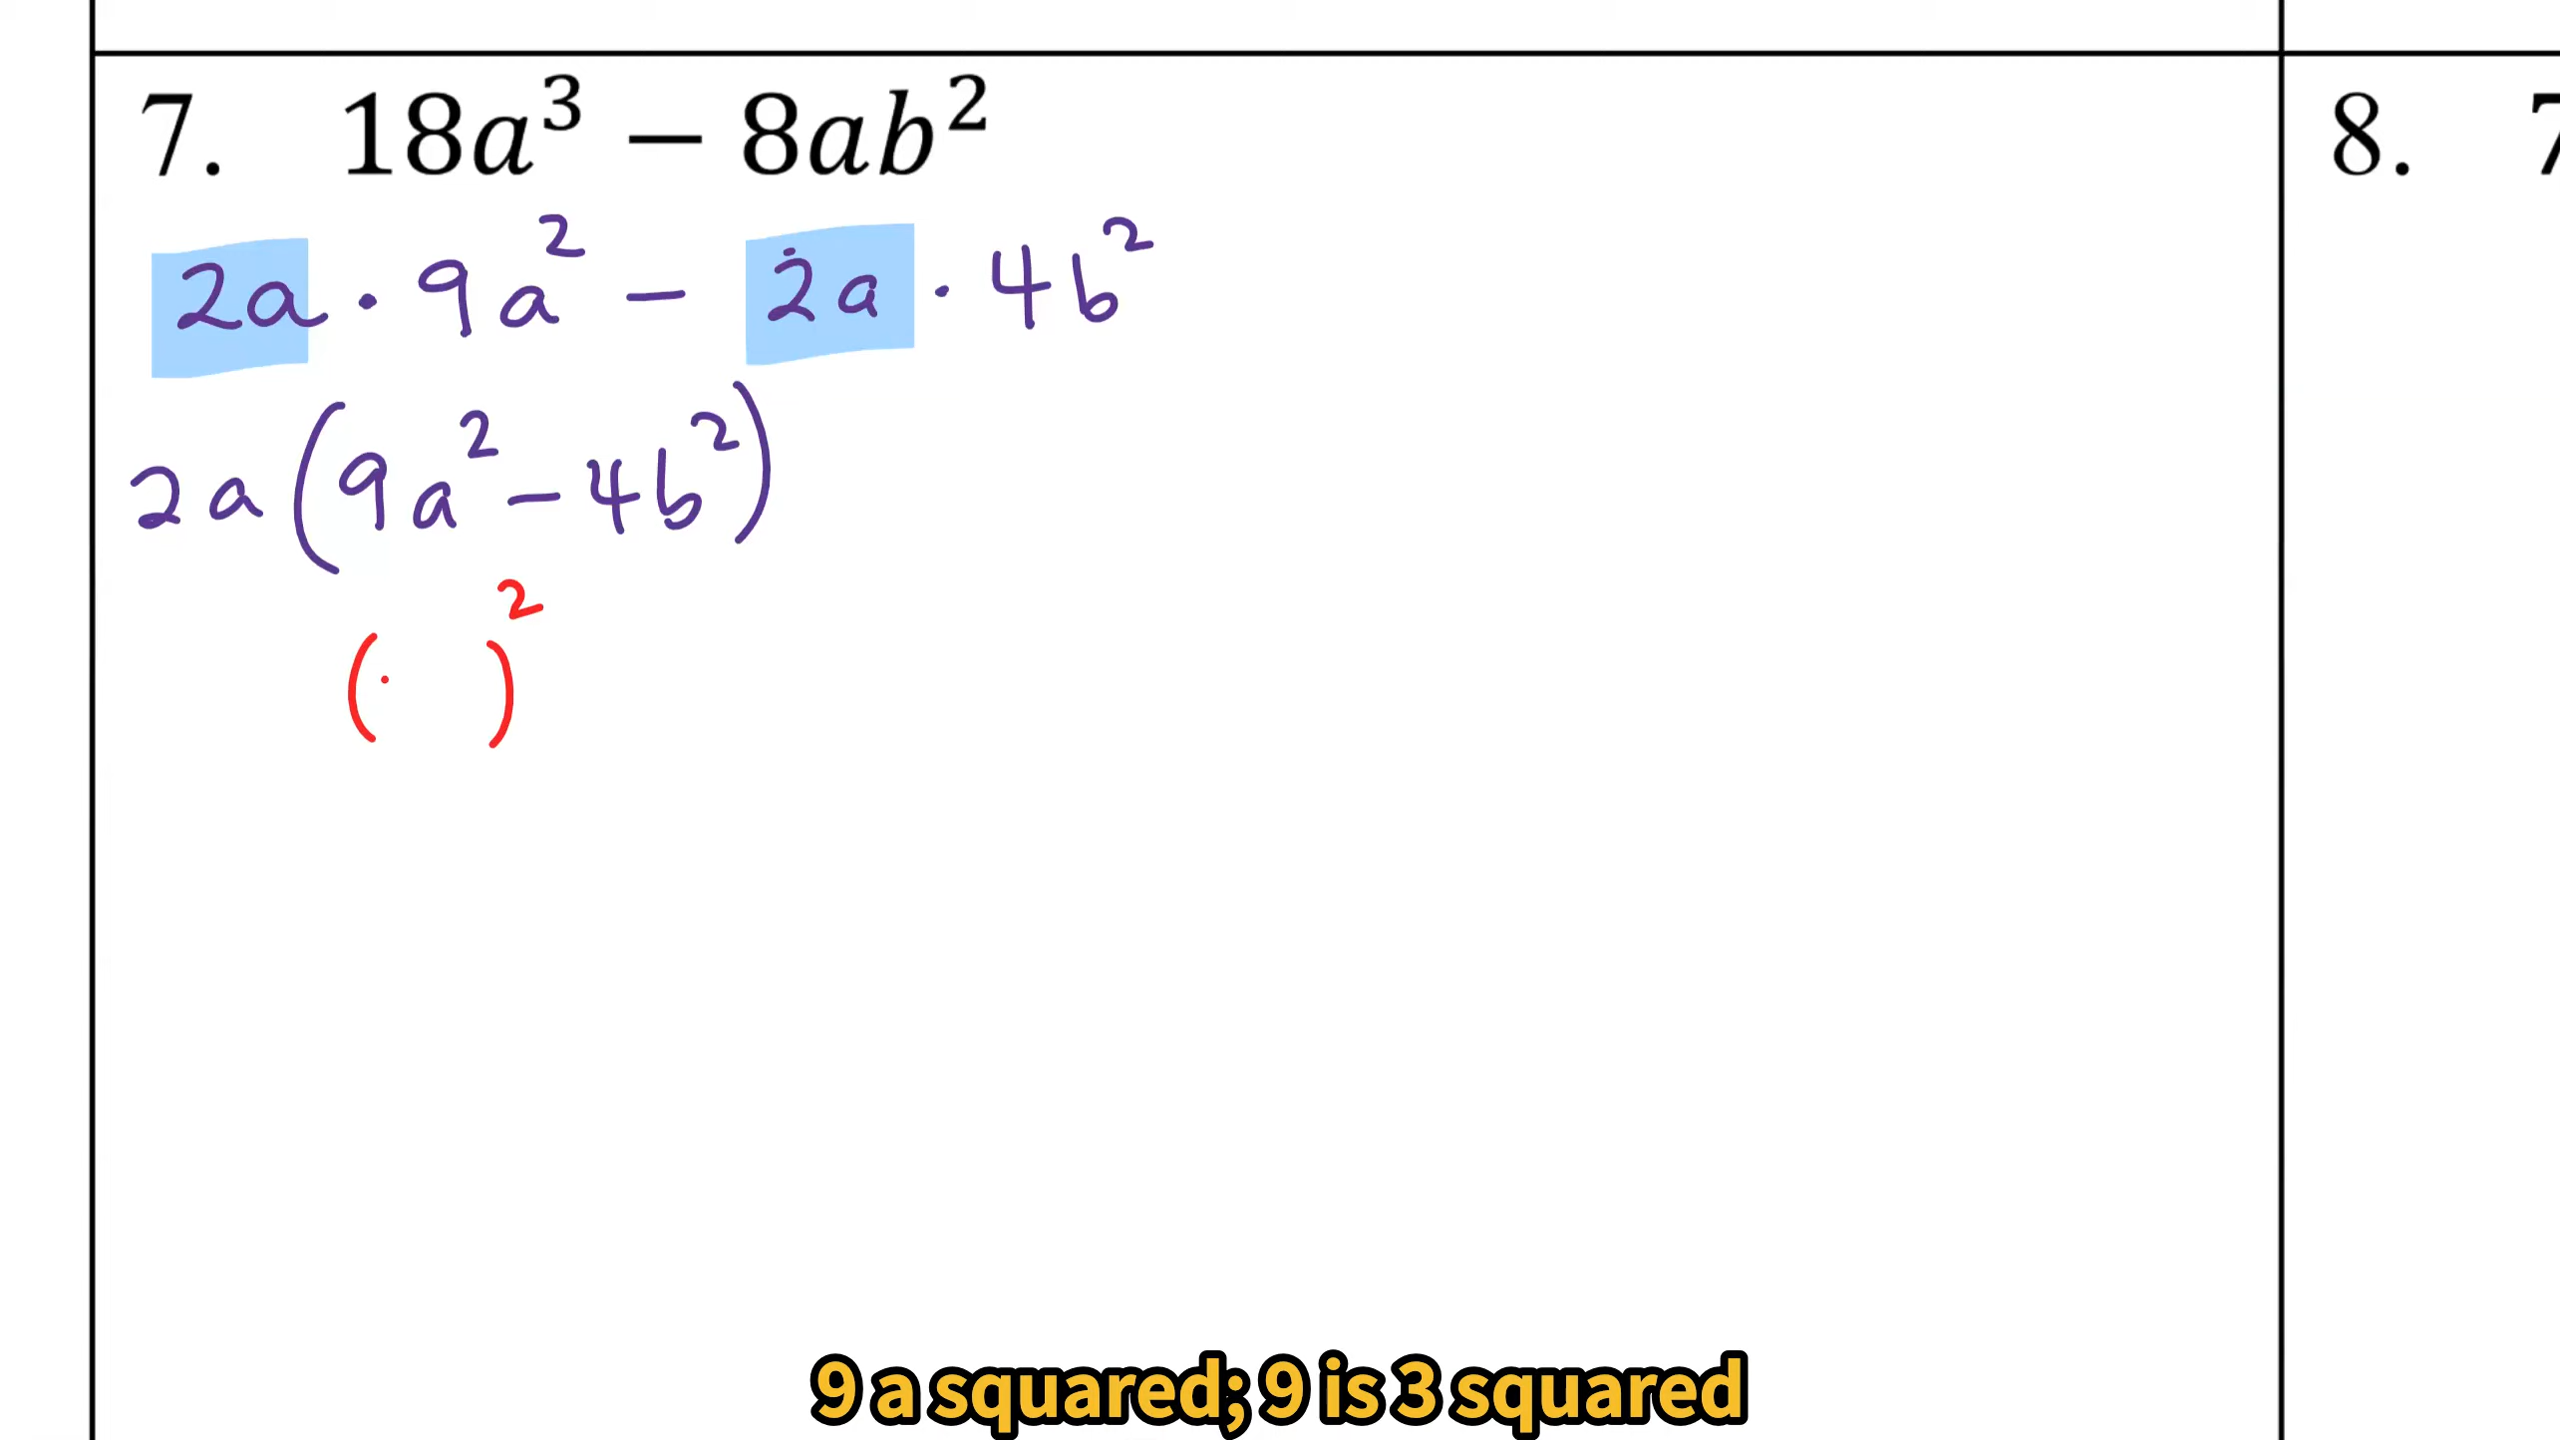 7. 18a³ − 8ab²
8. 7
2a · 9a² − 2a · 4b²
2a(9a² − 4b²)
( )²
9 a squared; 9 is 3 squared